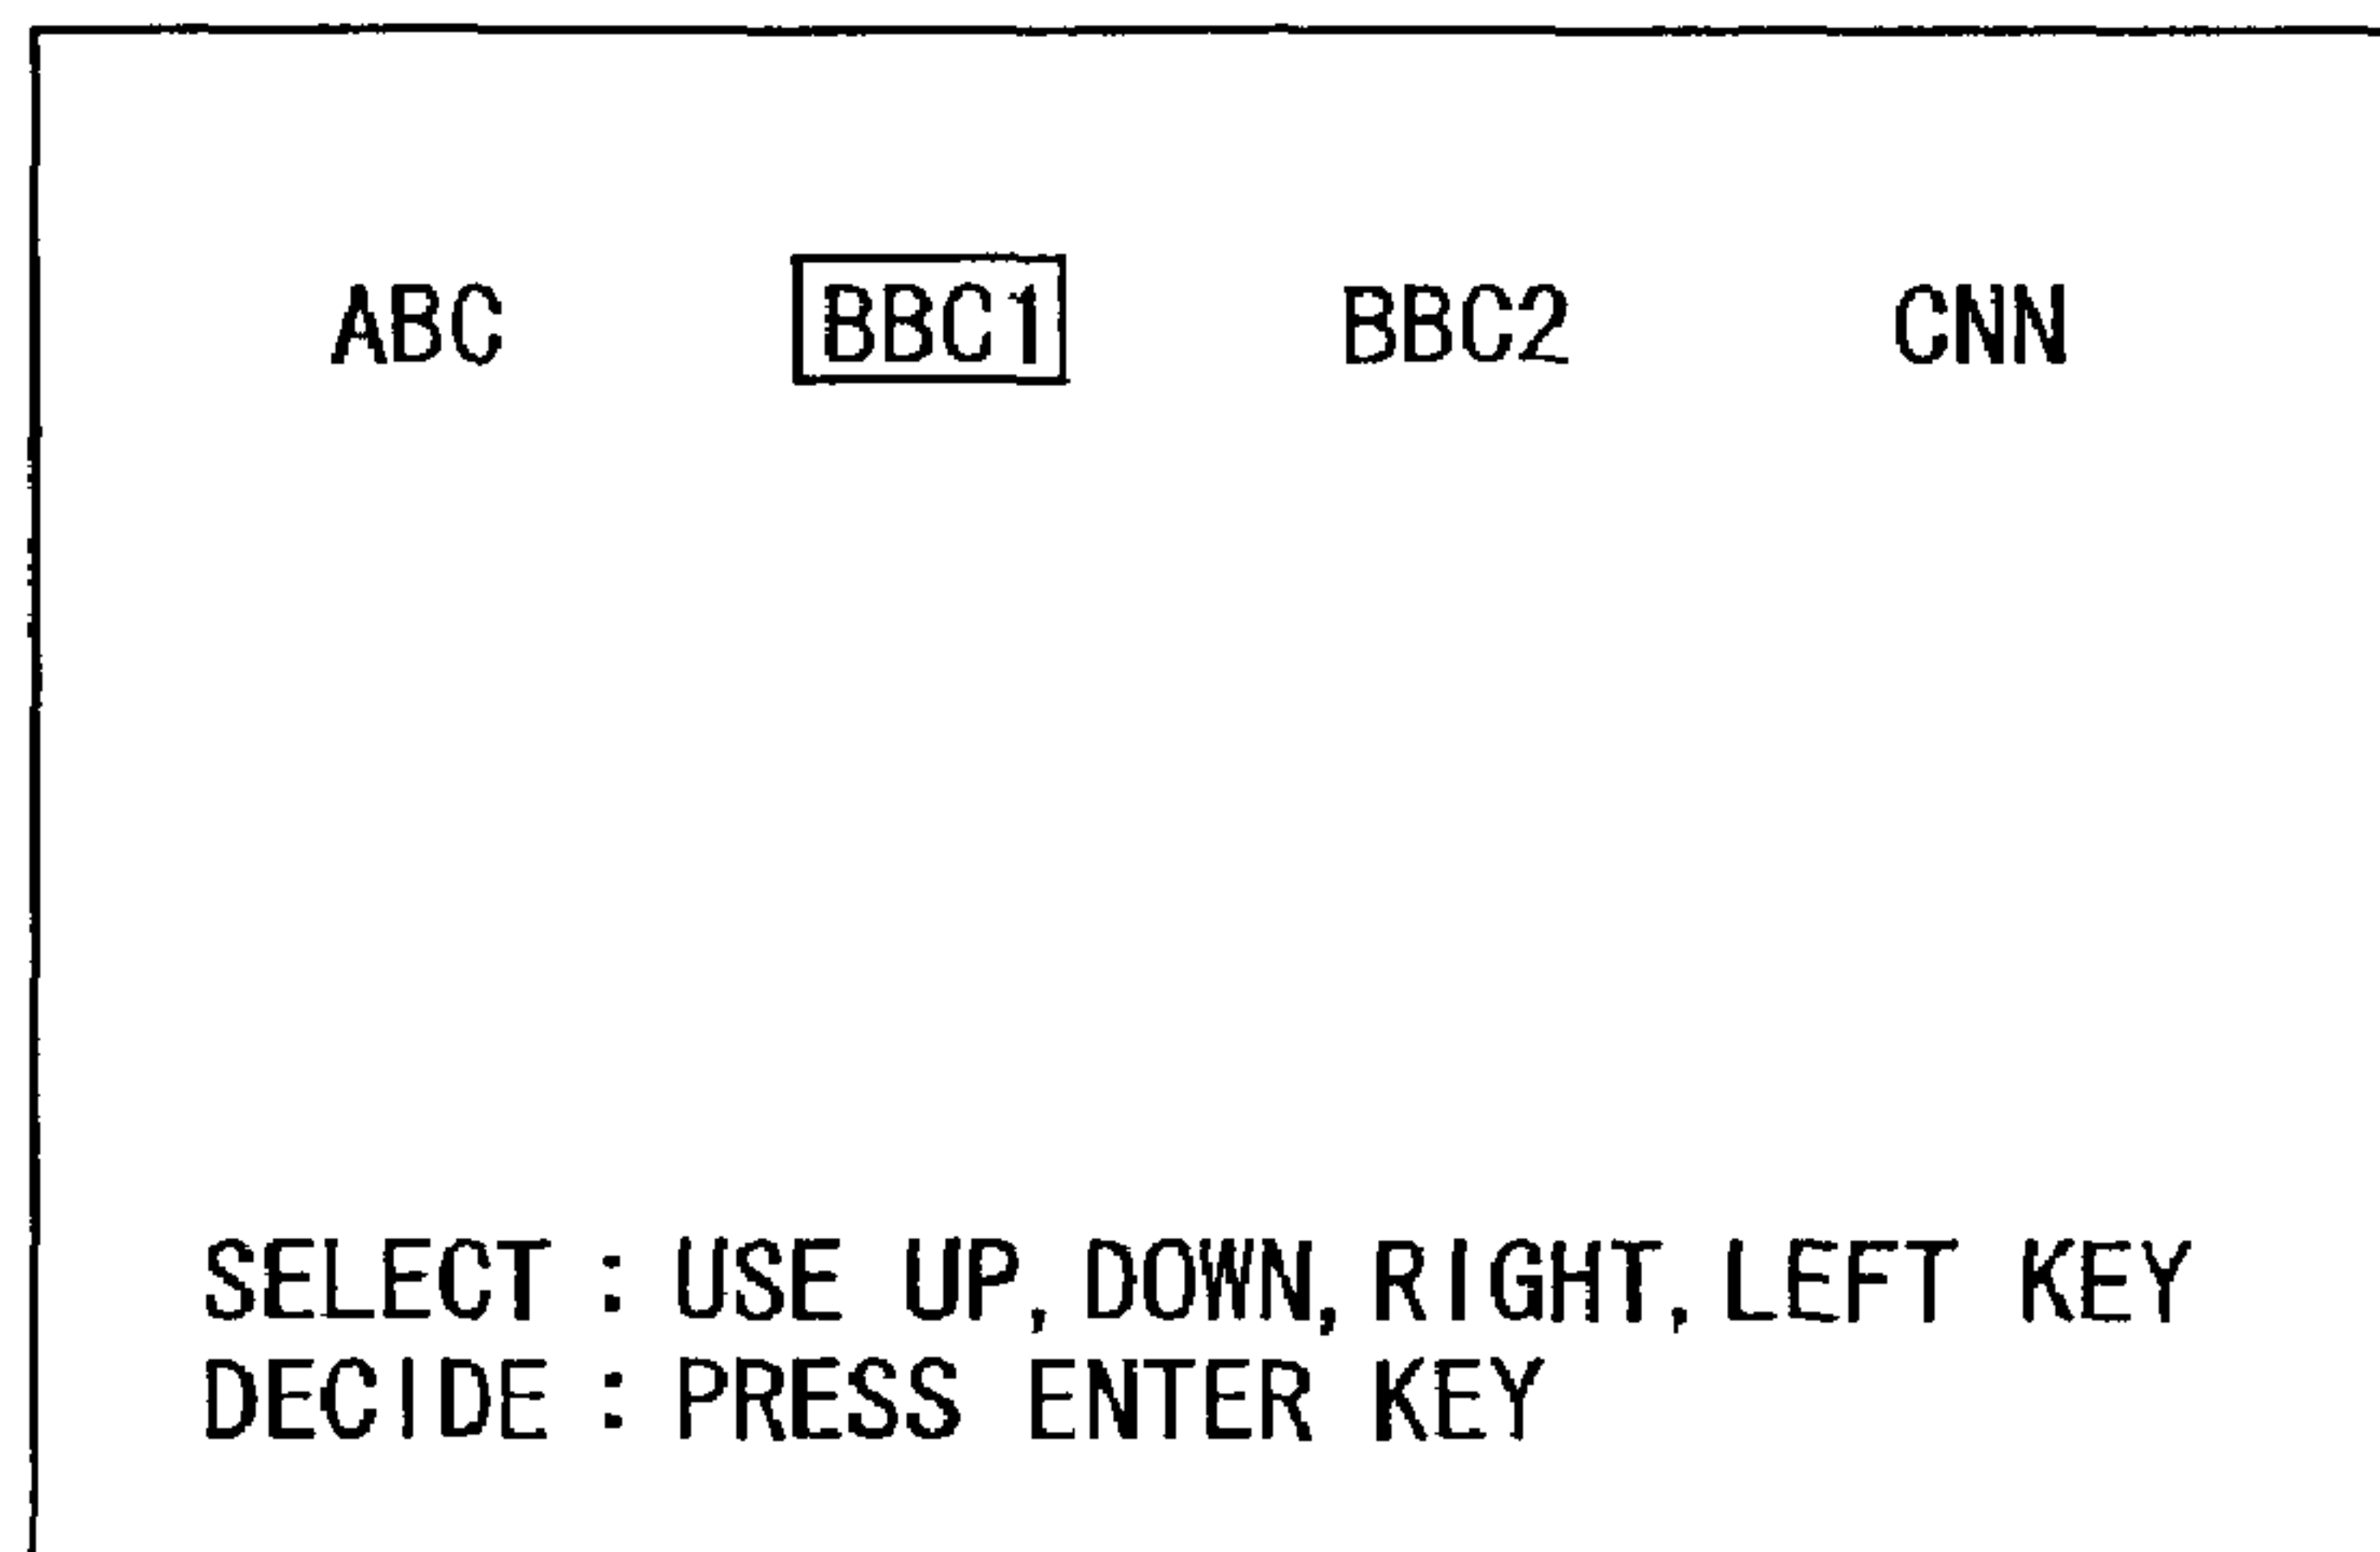 ABC BBC1 BBC2 CNN
SELECT : USE UP, DOWN, RIGHT, LEFT KEY
DECIDE : PRESS ENTER KEY